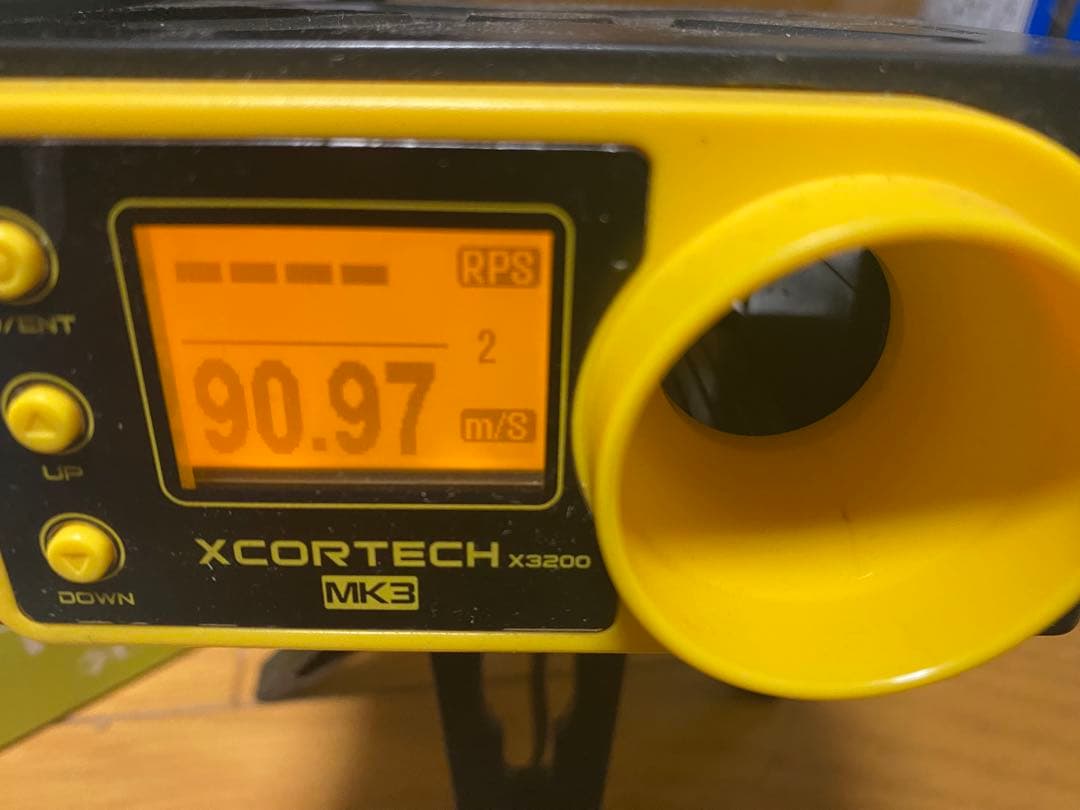 ---- RPS
2
90.97 m/S
/ENT
UP
DOWN
XCORTECH X3200
MK3